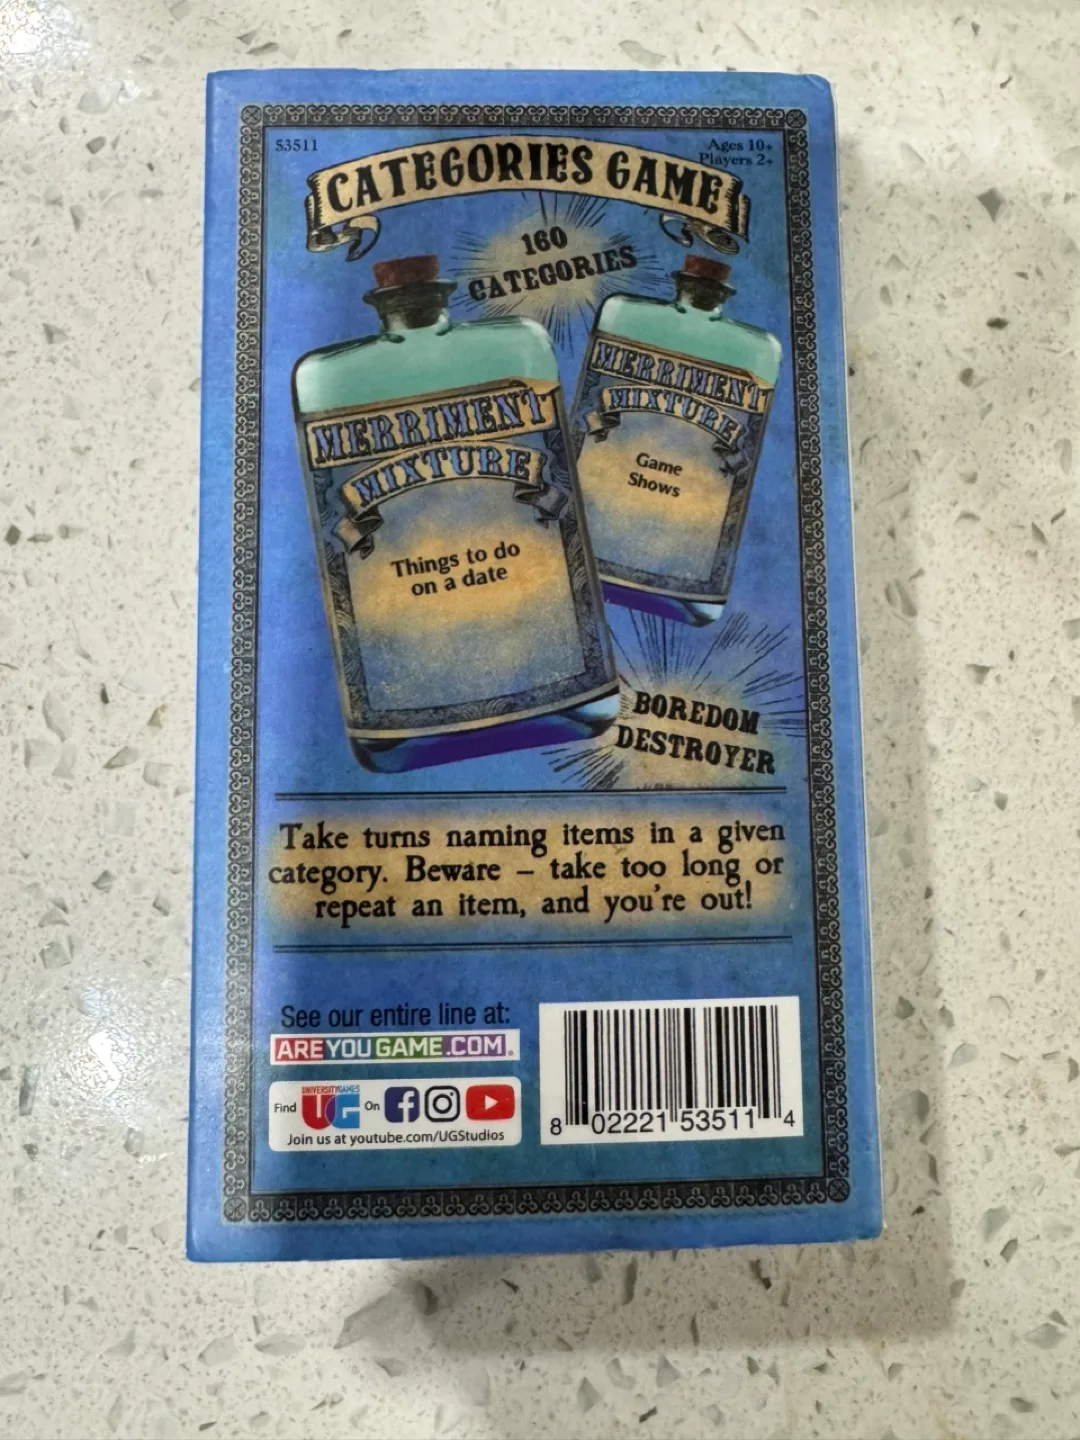 53511
Ages 10+
Players 2+
CATEGORIES GAME
160
CATEGORIES
MERRIMENT
MIXTURE
Game
Shows
MERRIMENT
MIXTURE
Things to do
on a date
BOREDOM
DESTROYER
Take turns naming items in a given
category. Beware – take too long or
repeat an item, and you're out!
See our entire line at:
AREYOUGAME.COM.
UNIVERSITY GAMES
Find UG On
Join us at youtube.com/UGStudios
8 02221 53511 4